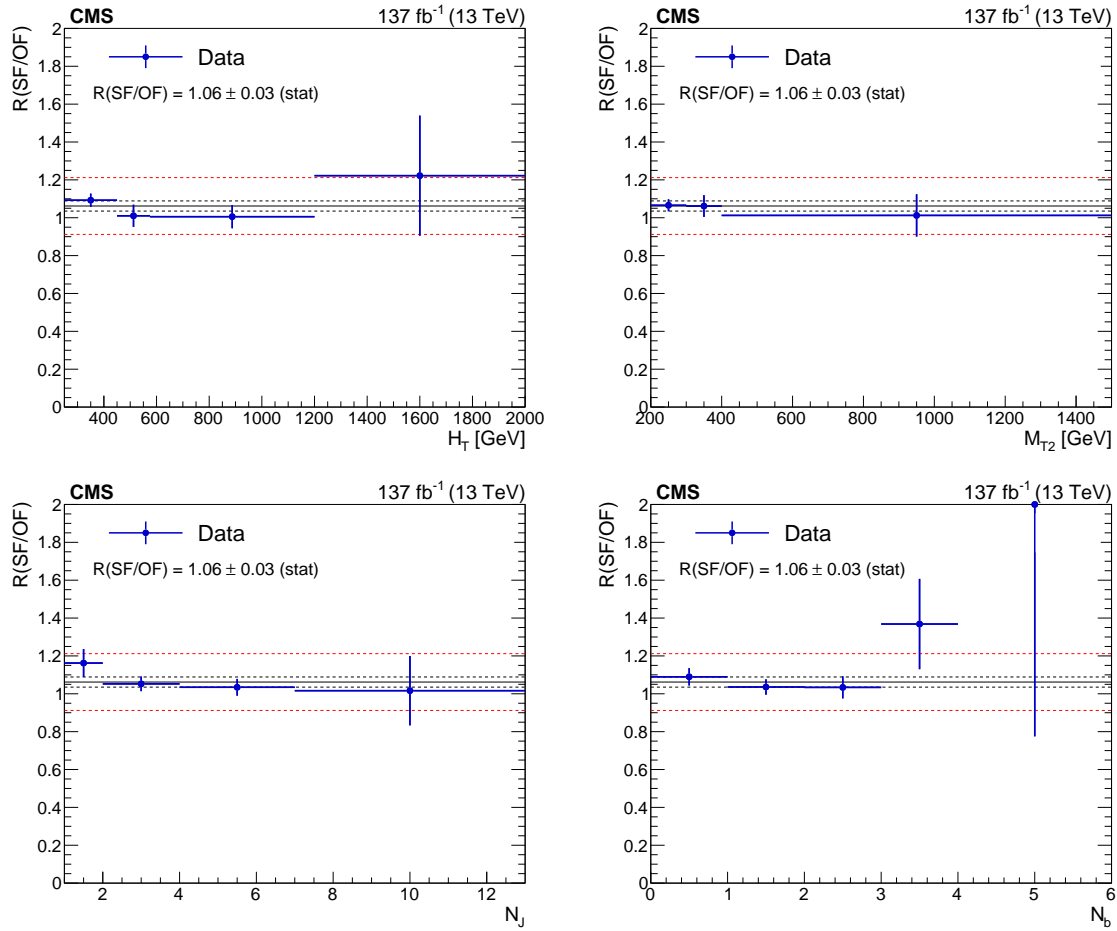 CMS 137 fb⁻¹ (13 TeV)
R(SF/OF)
2
1.8
1.6
1.4
1.2
1
0.8
0.6
0.4
0.2
0
Data
R(SF/OF) = 1.06 ± 0.03 (stat)
400 600 800 1000 1200 1400 1600 1800 2000
H_T [GeV]
CMS 137 fb⁻¹ (13 TeV)
R(SF/OF)
2
1.8
1.6
1.4
1.2
1
0.8
0.6
0.4
0.2
0
Data
R(SF/OF) = 1.06 ± 0.03 (stat)
200 400 600 800 1000 1200 1400
M_T2 [GeV]
CMS 137 fb⁻¹ (13 TeV)
R(SF/OF)
2
1.8
1.6
1.4
1.2
1
0.8
0.6
0.4
0.2
0
Data
R(SF/OF) = 1.06 ± 0.03 (stat)
2 4 6 8 10 12
N_J
CMS 137 fb⁻¹ (13 TeV)
R(SF/OF)
2
1.8
1.6
1.4
1.2
1
0.8
0.6
0.4
0.2
0
Data
R(SF/OF) = 1.06 ± 0.03 (stat)
0 1 2 3 4 5 6
N_b